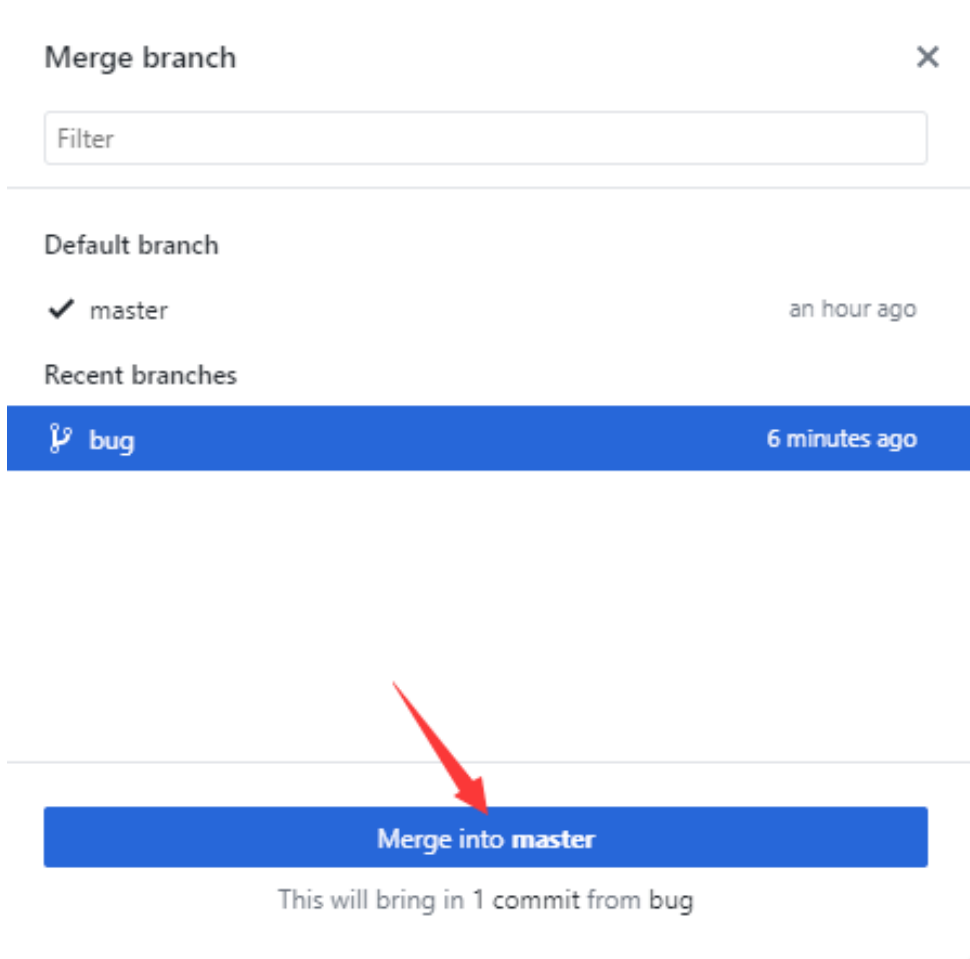 Merge branch
Filter
Default branch
master an hour ago
Recent branches
bug 6 minutes ago
Merge into master
This will bring in 1 commit from bug